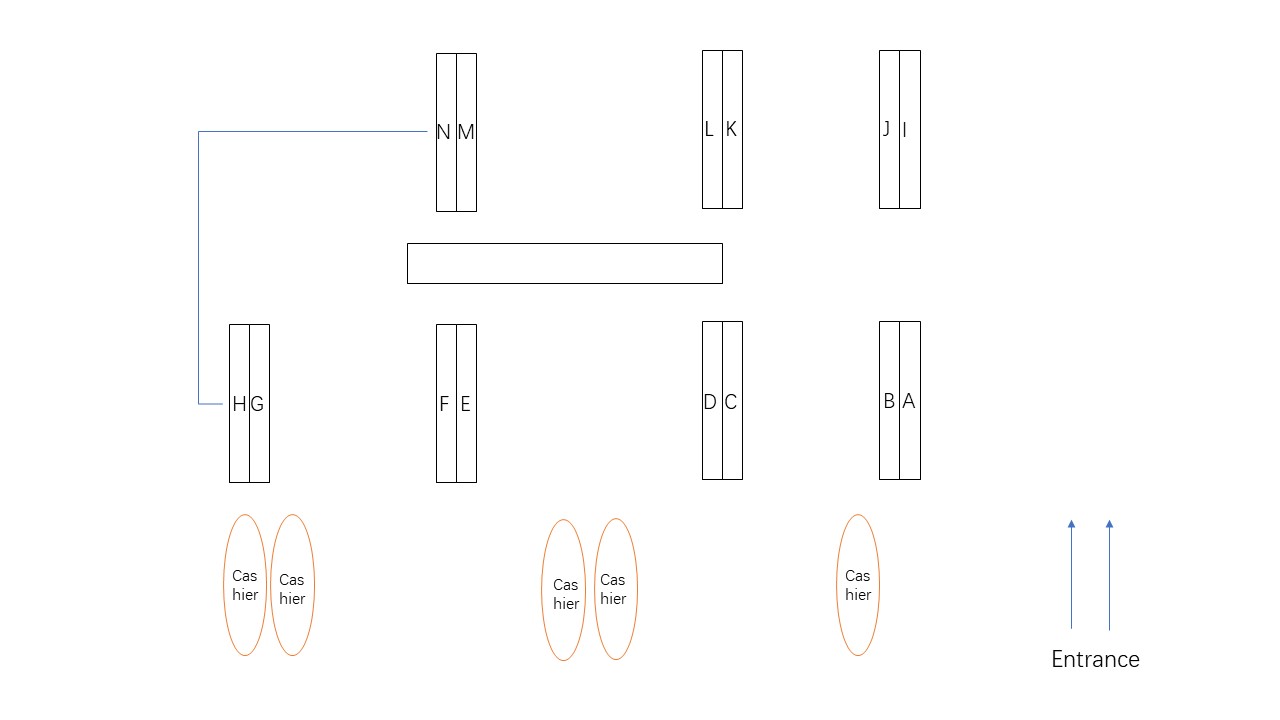 N M
L K
J I
H G
F E
D C
B A
Cas
hier
Cas
hier
Cas
hier
Cas
hier
Cas
hier
Entrance